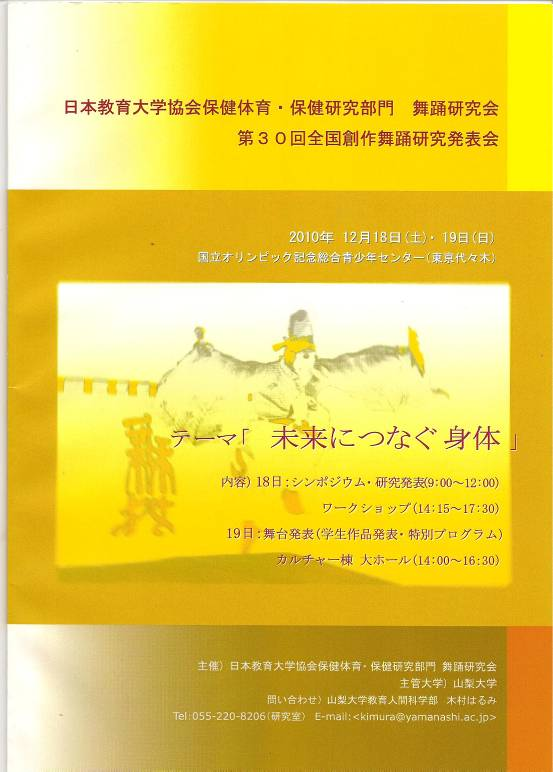 日本教育大学協会保健体育・保健研究部門　舞踊研究会
第３０回全国創作舞踊研究発表会
2010年 12月18日(土)・19日(日)
国立オリンピック記念総合青少年センター(東京代々木)
テーマ「 未来につなぐ身体 」
内容) 18日:シンポジウム・研究発表(9:00～12:00)
ワークショップ(14:15～17:30)
19日:舞台発表(学生作品発表・特別プログラム)
カルチャー棟 大ホール(14:00～16:30)
主催) 日本教育大学協会保健体育・保健研究部門 舞踊研究会
主管大学) 山梨大学
問い合わせ) 山梨大学教育人間科学部 木村はるみ
Tel:055-220-8206(研究室) E-mail:<kimura@yamanashi.ac.jp>